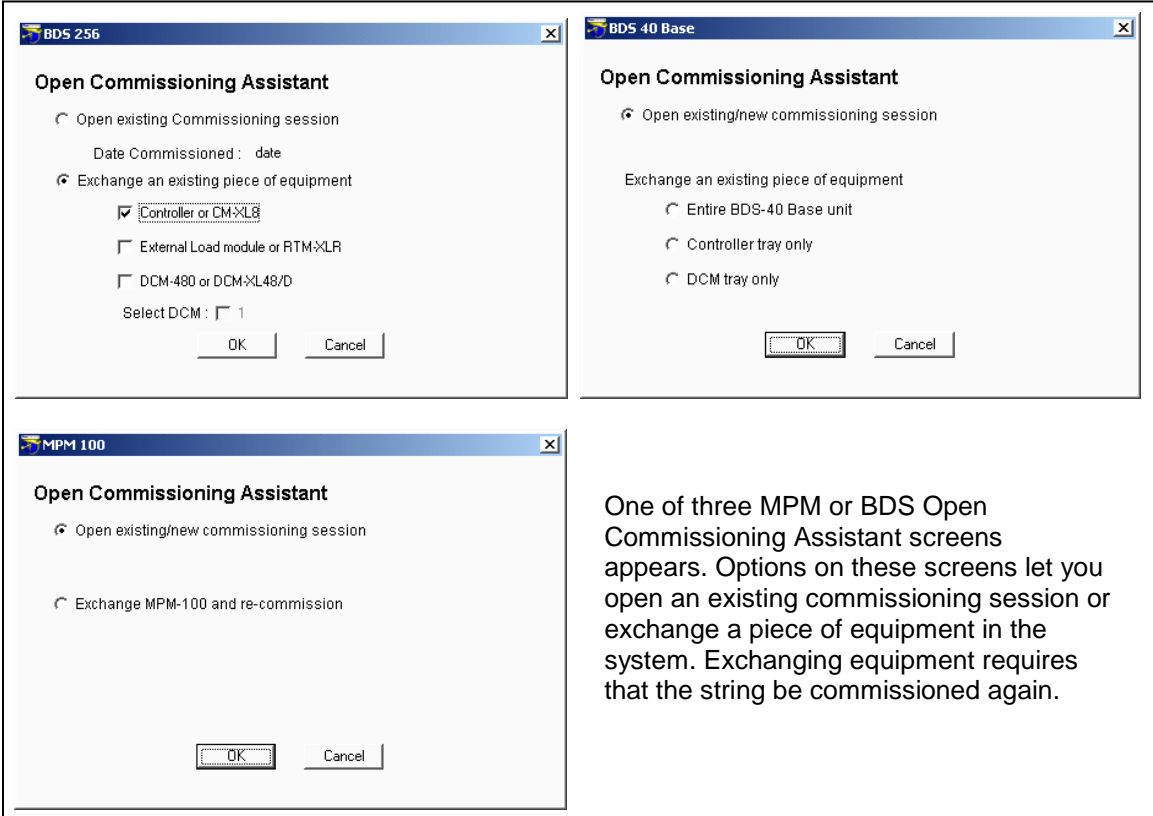 BDS 256
Open Commissioning Assistant
Open existing Commissioning session
Date Commissioned : date
Exchange an existing piece of equipment
Controller or CM-XL8
External Load module or RTM-XLR
DCM-480 or DCM-XL48/D
Select DCM : 1
OK Cancel
BDS 40 Base
Open Commissioning Assistant
Open existing/new commissioning session
Exchange an existing piece of equipment
Entire BDS-40 Base unit
Controller tray only
DCM tray only
OK Cancel
MPM 100
Open Commissioning Assistant
Open existing/new commissioning session
Exchange MPM-100 and re-commission
OK Cancel
One of three MPM or BDS Open
Commissioning Assistant screens
appears. Options on these screens let you
open an existing commissioning session or
exchange a piece of equipment in the
system. Exchanging equipment requires
that the string be commissioned again.